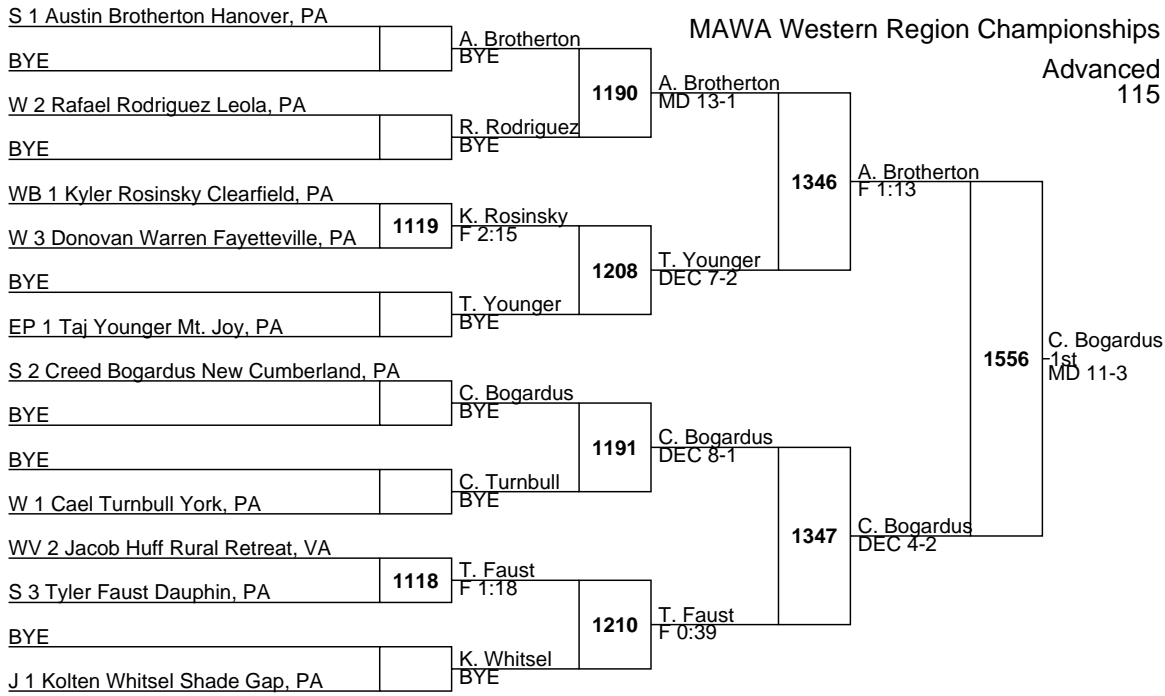 MAWA Western Region Championships
Advanced
115
S 1 Austin Brotherton Hanover, PA
BYE
W 2 Rafael Rodriguez Leola, PA
BYE
WB 1 Kyler Rosinsky Clearfield, PA
W 3 Donovan Warren Fayetteville, PA
BYE
EP 1 Taj Younger Mt. Joy, PA
S 2 Creed Bogardus New Cumberland, PA
BYE
BYE
W 1 Cael Turnbull York, PA
WV 2 Jacob Huff Rural Retreat, VA
S 3 Tyler Faust Dauphin, PA
BYE
J 1 Kolten Whitsel Shade Gap, PA
1119
1118
A. Brotherton
BYE
R. Rodriguez
BYE
K. Rosinsky
F 2:15
T. Younger
BYE
C. Bogardus
BYE
C. Turnbull
BYE
T. Faust
F 1:18
K. Whitsel
BYE
1190
1208
1191
1210
A. Brotherton
MD 13-1
T. Younger
DEC 7-2
C. Bogardus
DEC 8-1
T. Faust
F 0:39
1346
1347
A. Brotherton
F 1:13
C. Bogardus
DEC 4-2
1556
C. Bogardus
1st
MD 11-3